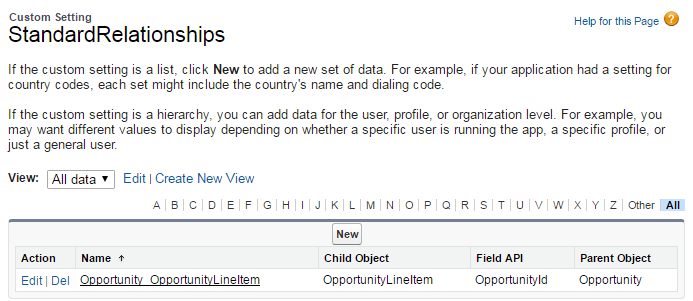 Custom Setting
StandardRelationships
Help for this Page ?
If the custom setting is a list, click New to add a new set of data. For example, if your application had a setting for
country codes, each set might include the country's name and dialing code.
If the custom setting is a hierarchy, you can add data for the user, profile, or organization level. For example, you
may want different values to display depending on whether a specific user is running the app, a specific profile, or
just a general user.
View: All data ▼ Edit | Create New View
A | B | C | D | E | F | G | H | I | J | K | L | M | N | O | P | Q | R | S | T | U | V | W | X | Y | Z | Other | All
New
Action Name ↑ Child Object Field API Parent Object
Edit | Del Opportunity_OpportunityLineItem OpportunityLineItem OpportunityId Opportunity